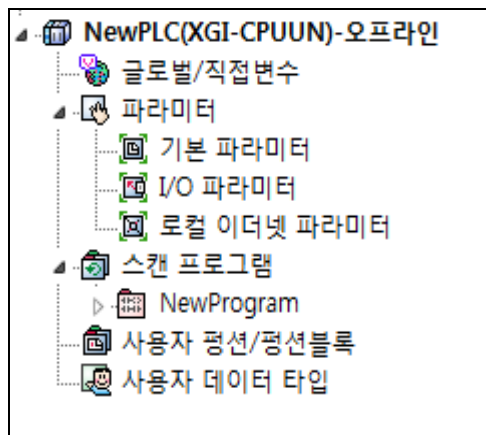 NewPLC(XGI-CPUUN)-오프라인
글로벌/직접변수
파라미터
기본 파라미터
I/O 파라미터
로컬 이더넷 파라미터
스캔 프로그램
NewProgram
사용자 펑션/펑션블록
사용자 데이터 타입